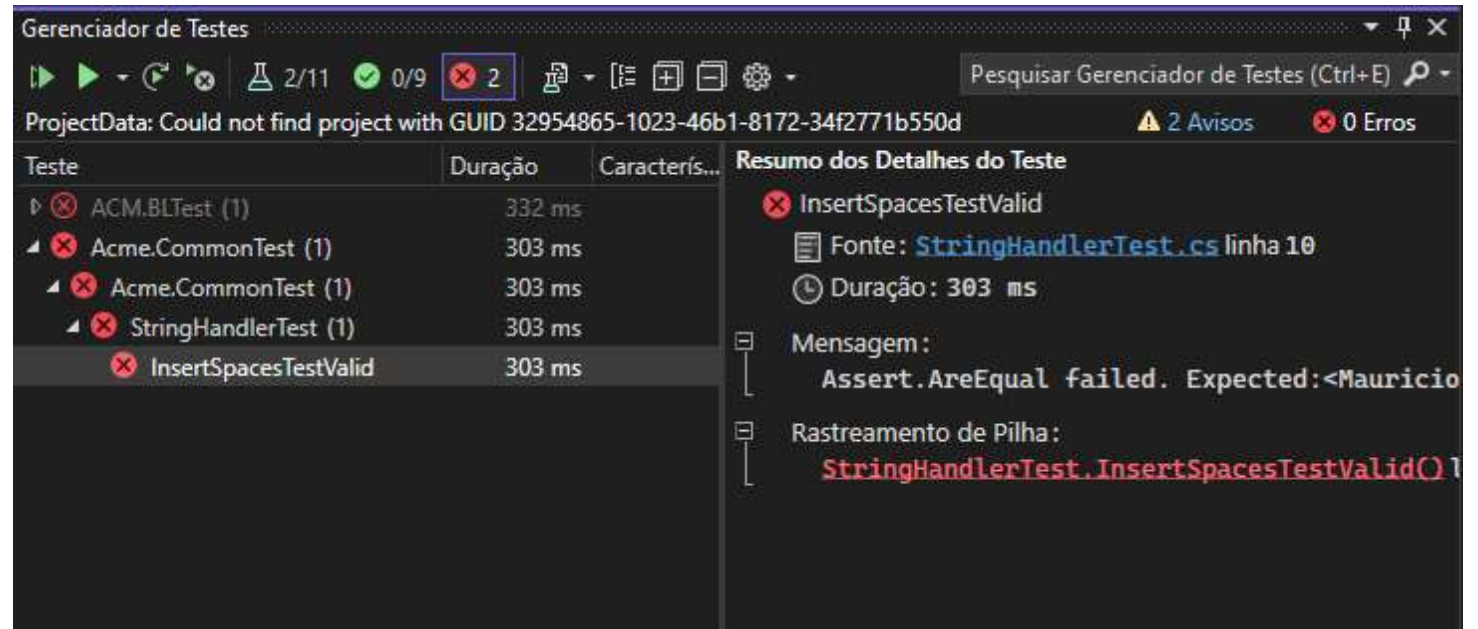 Gerenciador de Testes
2/11 0/9 2 Pesquisar Gerenciador de Testes (Ctrl+E)
ProjectData: Could not find project with GUID 32954865-1023-46b1-8172-34f2771b550d 2 Avisos 0 Erros
Teste Duração Caracterís...
ACM.BLTest (1) 332 ms
Acme.CommonTest (1) 303 ms
Acme.CommonTest (1) 303 ms
StringHandlerTest (1) 303 ms
InsertSpacesTestValid 303 ms
Resumo dos Detalhes do Teste
InsertSpacesTestValid
Fonte: StringHandlerTest.cs linha 10
Duração: 303 ms
Mensagem:
Assert.AreEqual failed. Expected:<Mauricio
Rastreamento de Pilha:
StringHandlerTest.InsertSpacesTestValid() l